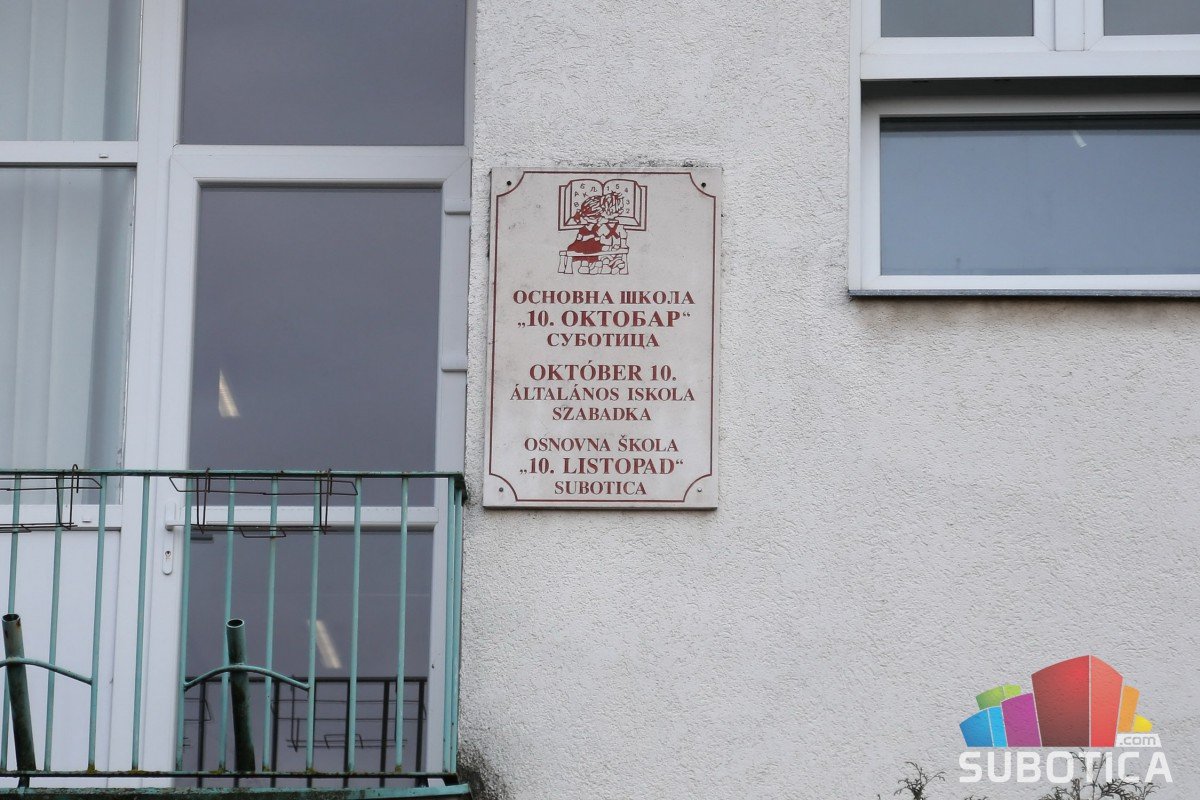 ОСНОВНА ШКОЛА
„10. ОКТОБАР“
СУБОТИЦА
OKTÓBER 10.
ÁLTALÁNOS ISKOLA
SZABADKA
OSNOVNA ŠKOLA
„10. LISTOPAD“
SUBOTICA
.com
SUBOTICA